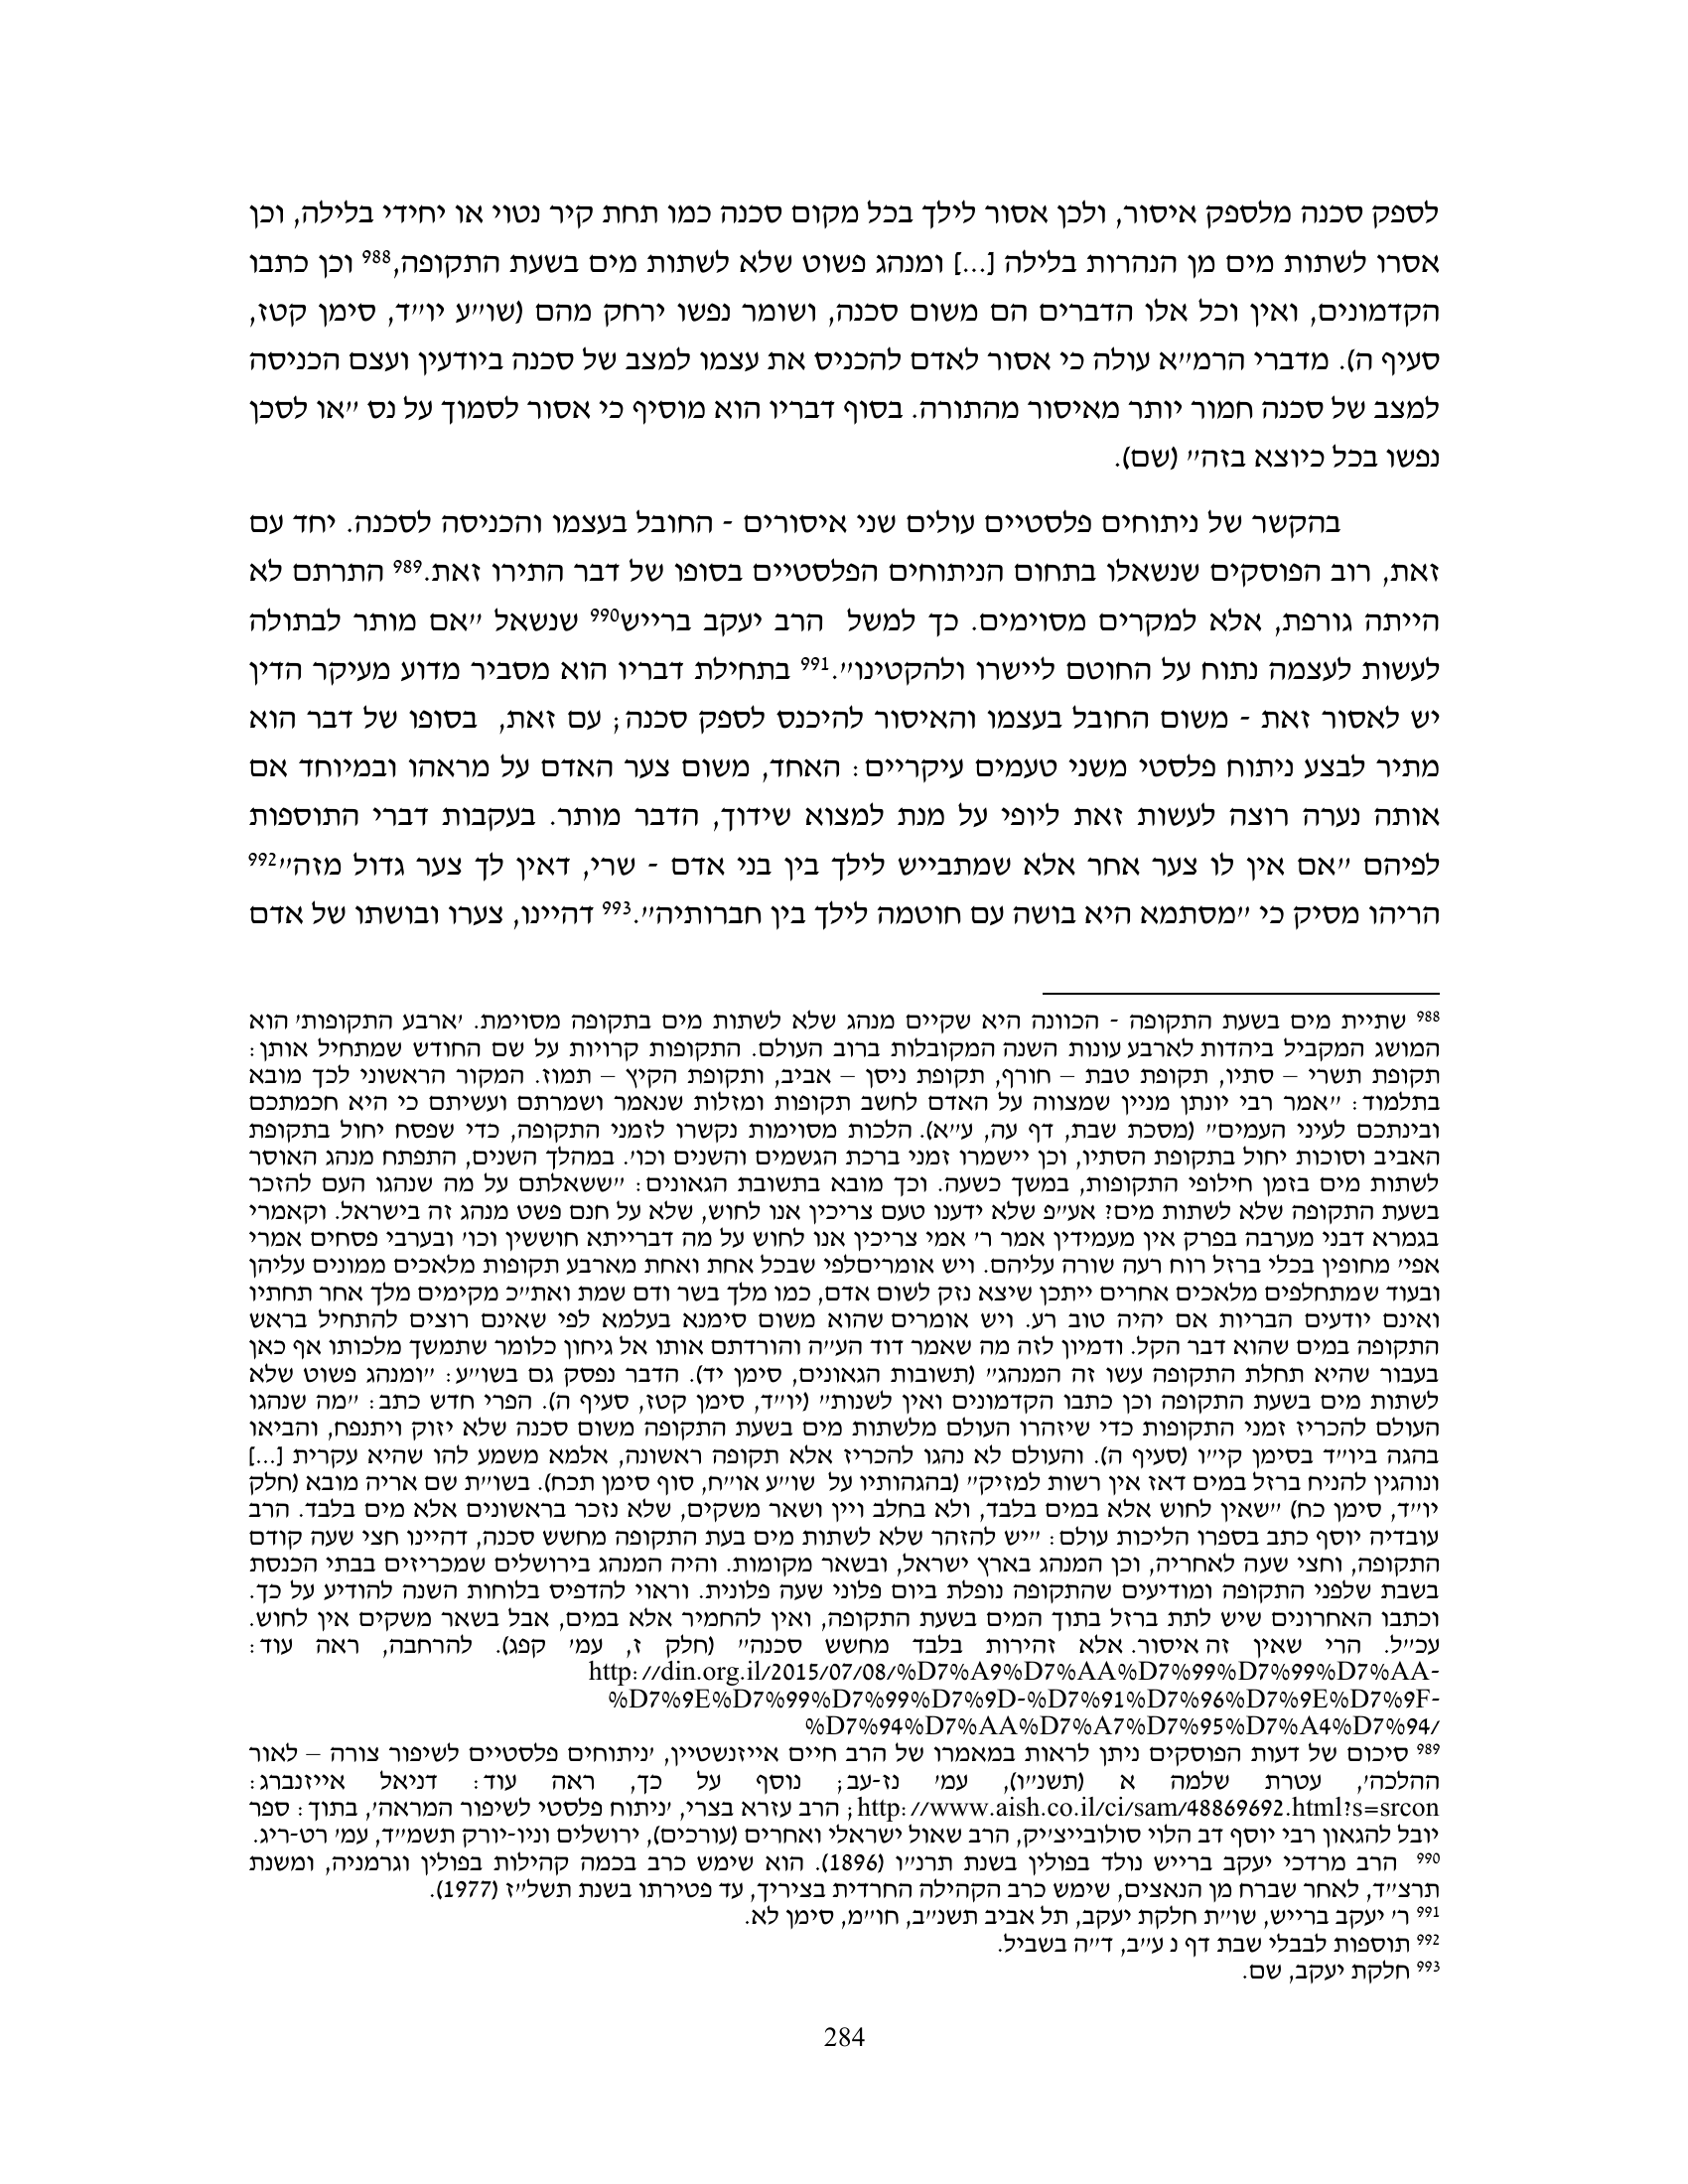 לספק סכנה מלספק איסור, ולכן אסור לילך בכל מקום סכנה כמו תחת קיר נטוי או יחידי בלילה, וכן
אסרו לשתות מים מן הנהרות בלילה [...] ומנהג פשוט שלא לשתות מים בשעת התקופה,988 וכן כתבו
הקדמונים, ואין וכל אלו הדברים הם משום סכנה, ושומר נפשו ירחק מהם (שו״ע יו״ד, סימן קטז,
סעיף ה). מדברי הרמ״א עולה כי אסור לאדם להכניס את עצמו למצב של סכנה ביודעין ועצם הכניסה
למצב של סכנה חמור יותר מאיסור מהתורה. בסוף דבריו הוא מוסיף כי אסור לסמוך על נס ״או לסכן
נפשו בכל כיוצא בזה״ (שם).
בהקשר של ניתוחים פלסטיים עולים שני איסורים - החובל בעצמו והכניסה לסכנה. יחד עם
זאת, רוב הפוסקים שנשאלו בתחום הניתוחים הפלסטיים בסופו של דבר התירו זאת.989 התרתם לא
הייתה גורפת, אלא למקרים מסוימים. כך למשל הרב יעקב ברייש990 שנשאל ״אם מותר לבתולה
לעשות לעצמה נתוח על החוטם ליישרו ולהקטינו״.991 בתחילת דבריו הוא מסביר מדוע מעיקר הדין
יש לאסור זאת - משום החובל בעצמו והאיסור להיכנס לספק סכנה; עם זאת, בסופו של דבר הוא
מתיר לבצע ניתוח פלסטי משני טעמים עיקריים: האחד, משום צער האדם על מראהו ובמיוחד אם
אותה נערה רוצה לעשות זאת ליופי על מנת למצוא שידוך, הדבר מותר. בעקבות דברי התוספות
לפיהם ״אם אין לו צער אחר אלא שמתבייש לילך בין בני אדם - שרי, דאין לך צער גדול מזה״992
הריהו מסיק כי ״מסתמא היא בושה עם חוטמה לילך בין חברותיה״.993 דהיינו, צערו ובושתו של אדם
988 שתיית מים בשעת התקופה - הכוונה היא שקיים מנהג שלא לשתות מים בתקופה מסוימת. ׳ארבע התקופות׳ הוא
המושג המקביל ביהדות לארבע עונות השנה המקובלות ברוב העולם. התקופות קרויות על שם החודש שמתחיל אותן:
תקופת תשרי – סתיו, תקופת טבת – חורף, תקופת ניסן – אביב, ותקופת הקיץ – תמוז. המקור הראשוני לכך מובא
בתלמוד: ״אמר רבי יונתן מניין שמצווה על האדם לחשב תקופות ומזלות שנאמר ושמרתם ועשיתם כי היא חכמתכם
ובינתכם לעיני העמים״ (מסכת שבת, דף עה, ע״א). הלכות מסוימות נקשרו לזמני התקופה, כדי שפסח יחול בתקופת
האביב וסוכות יחול בתקופת הסתיו, וכן יישמרו זמני ברכת הגשמים והשנים וכו׳. במהלך השנים, התפתח מנהג האוסר
לשתות מים בזמן חילופי התקופות, במשך כשעה. וכך מובא בתשובת הגאונים: ״ששאלתם על מה שנהגו העם להזכר
בשעת התקופה שלא לשתות מים? אע״פ שלא ידענו טעם צריכין אנו לחוש, שלא על חנם פשט מנהג זה בישראל. וקאמרי
בגמרא דבני מערבה בפרק אין מעמידין אמר ר׳ אמי צריכין אנו לחוש על מה דברייתא חוששין וכו׳ ובערבי פסחים אמרי
אפי׳ מחופין בכלי ברזל רוח רעה שורה עליהם. ויש אומריםלפי שבכל אחת ואחת מארבע תקופות מלאכים ממונים עליהן
ובעוד שמתחלפים מלאכים אחרים ייתכן שיצא נזק לשום אדם, כמו מלך בשר ודם שמת ואת״כ מקימים מלך אחר תחתיו
ואינם יודעים הבריות אם יהיה טוב רע. ויש אומרים שהוא משום סימנא בעלמא לפי שאינם רוצים להתחיל בראש
התקופה במים שהוא דבר הקל. ודמיון לזה מה שאמר דוד הע״ה והורדתם אותו אל גיחון כלומר שתמשך מלכותו אף כאן
בעבור שהיא תחלת התקופה עשו זה המנהג״ (תשובות הגאונים, סימן יד). הדבר נפסק גם בשו״ע: ״ומנהג פשוט שלא
לשתות מים בשעת התקופה וכן כתבו הקדמונים ואין לשנות״ (יו״ד, סימן קטז, סעיף ה). הפרי חדש כתב: ״מה שנהגו
העולם להכריז זמני התקופות כדי שיזהרו העולם מלשתות מים בשעת התקופה משום סכנה שלא יזוק ויתנפח, והביאו
בהגה ביו״ד בסימן קי״ו (סעיף ה). והעולם לא נהגו להכריז אלא תקופה ראשונה, אלמא משמע להו שהיא עקרית [...]
ונוהגין להניח ברזל במים דאז אין רשות למזיק״ (בהגהותיו על שו״ע או״ח, סוף סימן תכח). בשו״ת שם אריה מובא (חלק
יו״ד, סימן כח) ״שאין לחוש אלא במים בלבד, ולא בחלב ויין ושאר משקים, שלא נזכר בראשונים אלא מים בלבד. הרב
עובדיה יוסף כתב בספרו הליכות עולם: ״יש להזהר שלא לשתות מים בעת התקופה מחשש סכנה, דהיינו חצי שעה קודם
התקופה, וחצי שעה לאחריה, וכן המנהג בארץ ישראל, ובשאר מקומות. והיה המנהג בירושלים שמכריזים בבתי הכנסת
בשבת שלפני התקופה ומודיעים שהתקופה נופלת ביום פלוני שעה פלונית. וראוי להדפיס בלוחות השנה להודיע על כך.
וכתבו האחרונים שיש לתת ברזל בתוך המים בשעת התקופה, ואין להחמיר אלא במים, אבל בשאר משקים אין לחוש.
עכ״ל. הרי שאין זה איסור. אלא זהירות בלבד מחשש סכנה״ (חלק ז, עמ׳ קפג). להרחבה, ראה עוד:
http://din.org.il/2015/07/08/%D7%A9%D7%AA%D7%99%D7%99%D7%AA-
%D7%9E%D7%99%D7%99%D7%9D-%D7%91%D7%96%D7%9E%D7%9F-
%D7%94%D7%AA%D7%A7%D7%95%D7%A4%D7%94/
989 סיכום של דעות הפוסקים ניתן לראות במאמרו של הרב חיים אייזנשטיין, ׳ניתוחים פלסטיים לשיפור צורה – לאור
ההלכה׳, עטרת שלמה א (תשנ״ו), עמ׳ נז-עב; נוסף על כך, ראה עוד: דניאל אייזנברג:
http://www.aish.co.il/ci/sam/48869692.html?s=srcon; הרב עזרא בצרי, ׳ניתוח פלסטי לשיפור המראה׳, בתוך: ספר
יובל להגאון רבי יוסף דב הלוי סולובייצ׳יק, הרב שאול ישראלי ואחרים (עורכים), ירושלים וניו-יורק תשמ״ד, עמ׳ רט-ריג.
990 הרב מרדכי יעקב ברייש נולד בפולין בשנת תרנ״ו (1896). הוא שימש כרב בכמה קהילות בפולין וגרמניה, ומשנת
תרצ״ד, לאחר שברח מן הנאצים, שימש כרב הקהילה החרדית בציריך, עד פטירתו בשנת תשל״ז (1977).
991 ר׳ יעקב ברייש, שו״ת חלקת יעקב, תל אביב תשנ״ב, חו״מ, סימן לא.
992 תוספות לבבלי שבת דף נ ע״ב, ד״ה בשביל.
993 חלקת יעקב, שם.
284